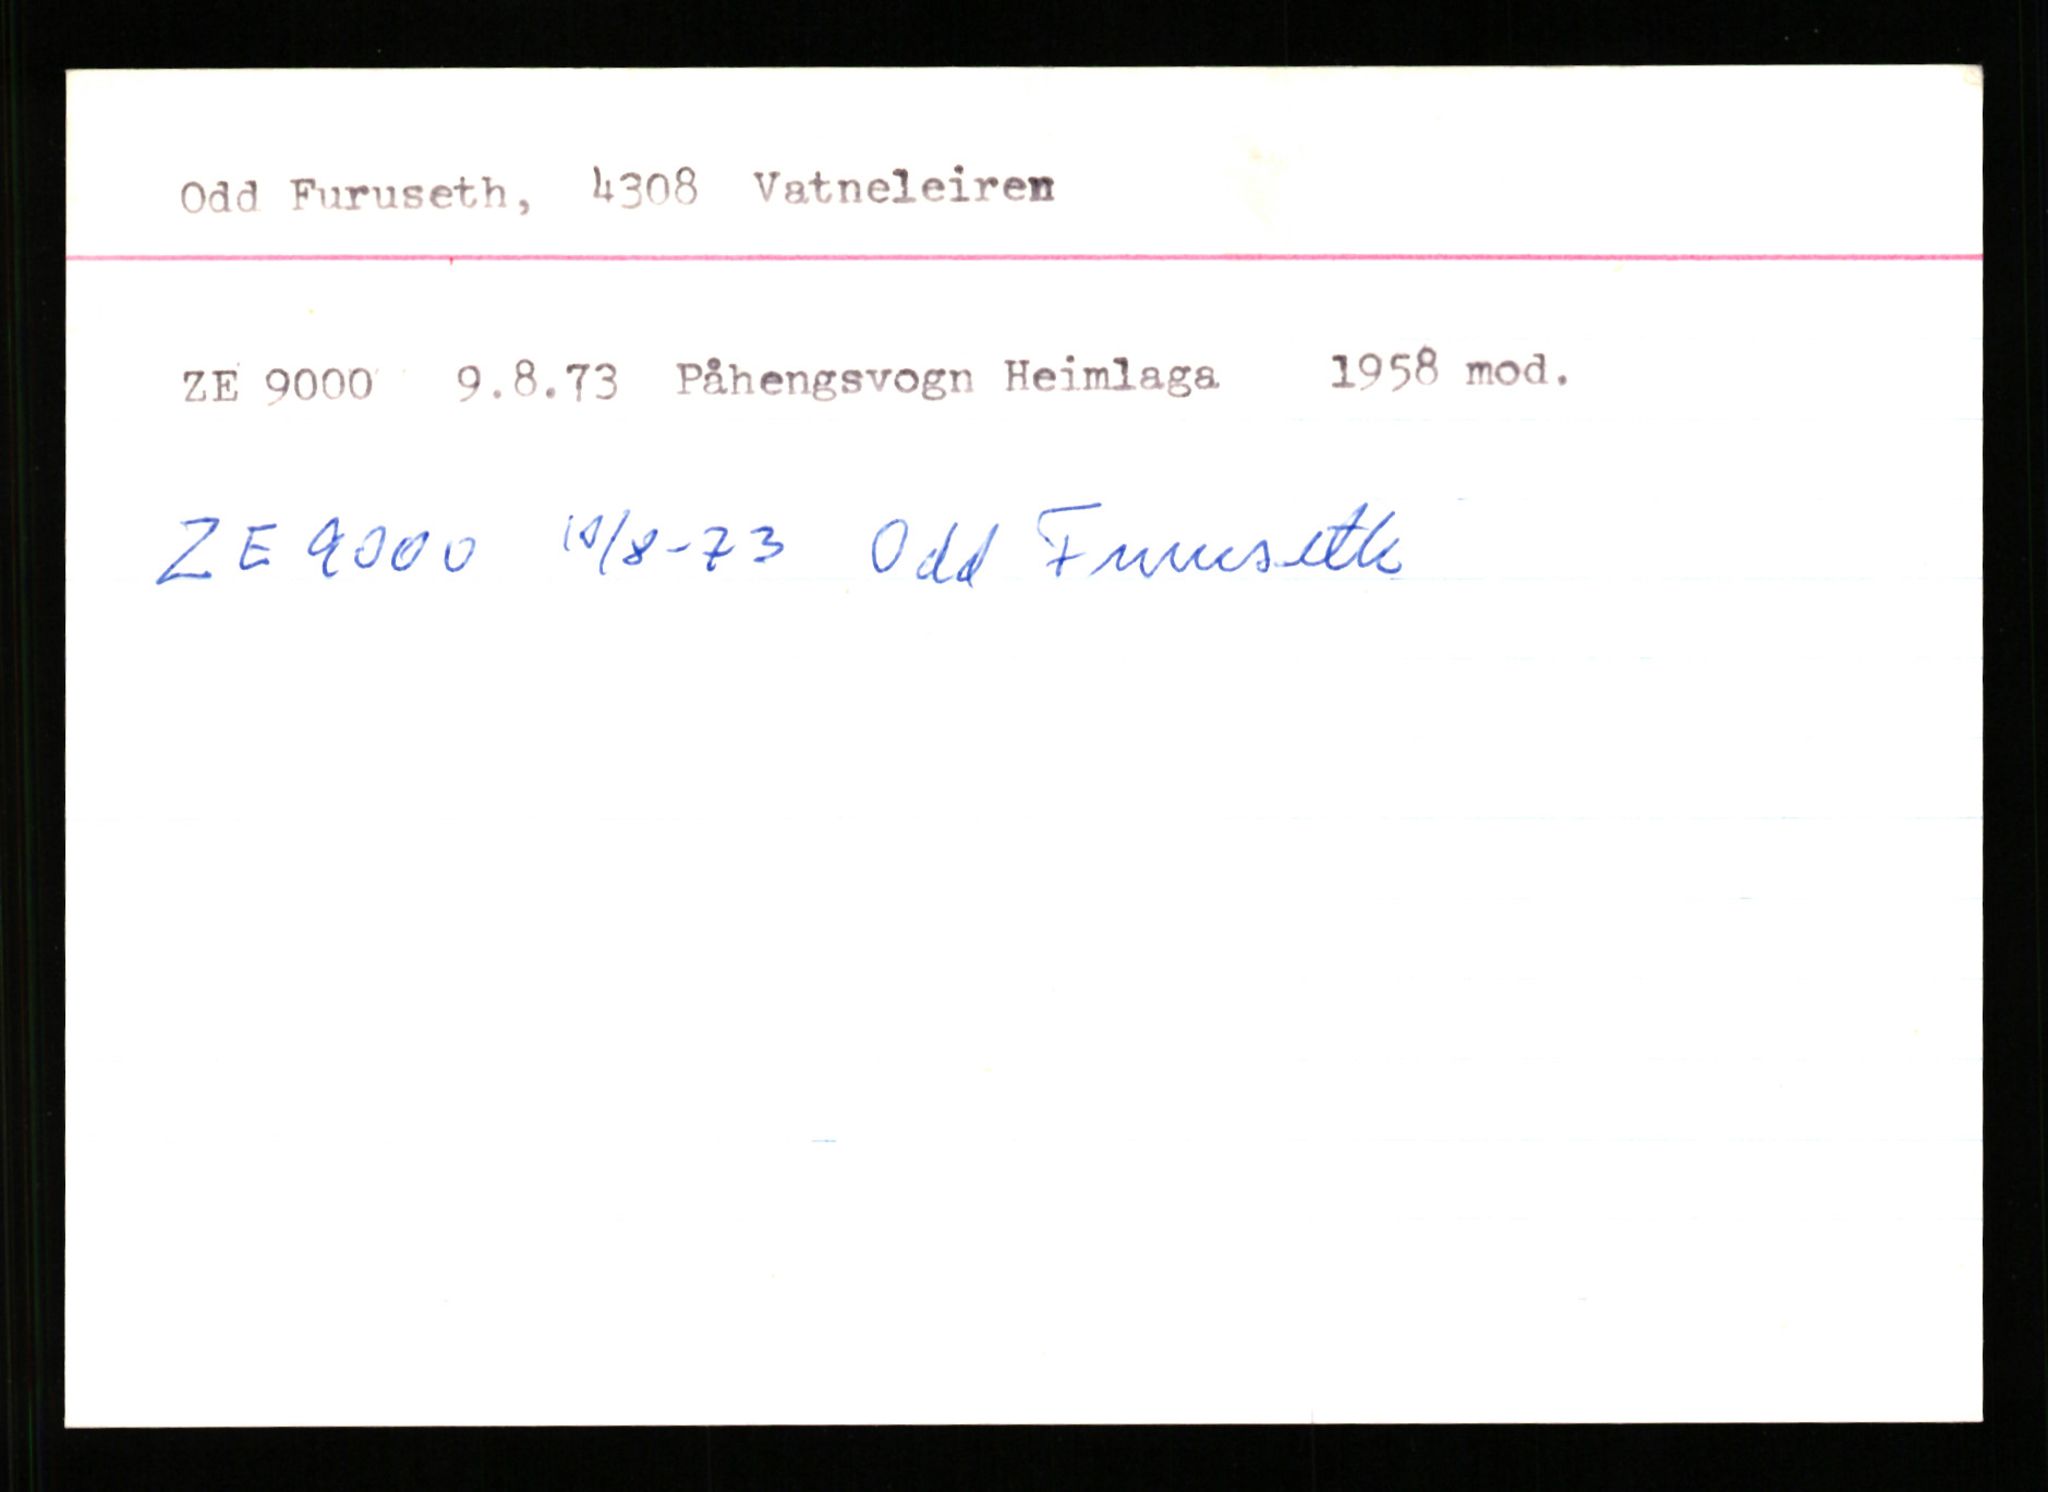 Odd Furuseth, 4308 Vatneleiren
ZE 9000 9.8.73 Påhengsvogn Heimlaga 1958 mod.
ZE 9000 10/8-73 Odd Furuseth